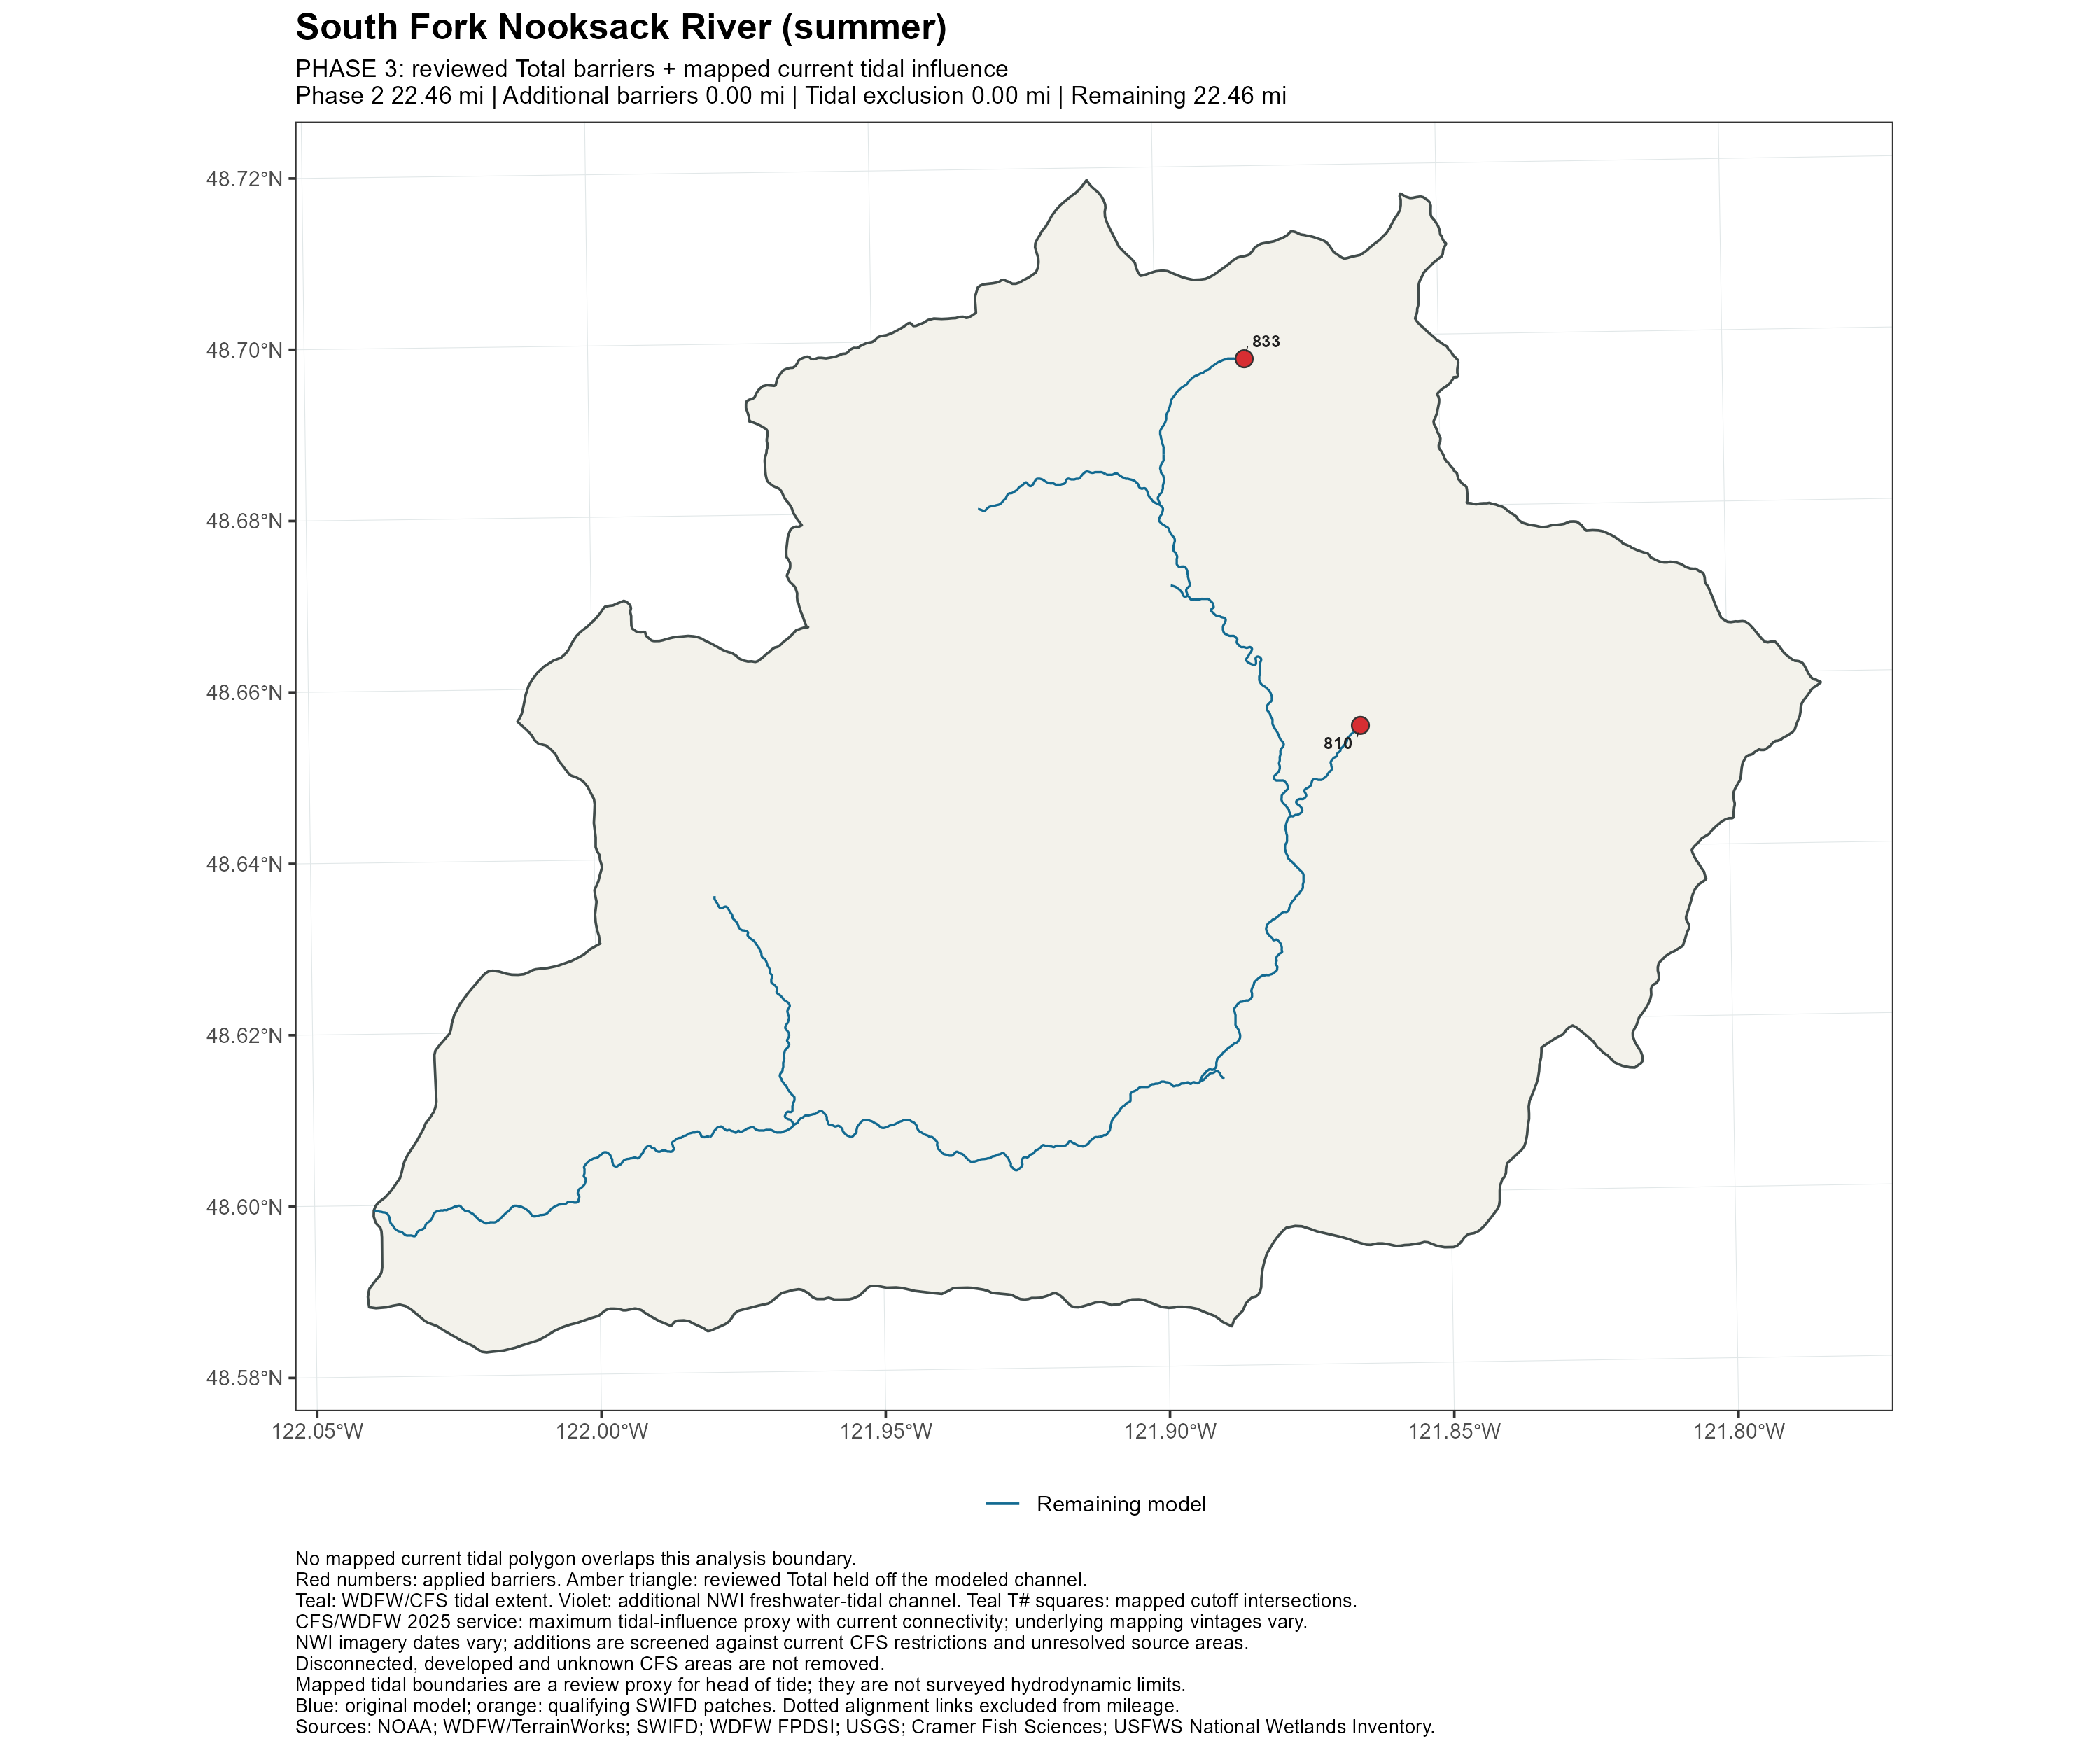 South Fork Nooksack River (summer)
PHASE 3: reviewed Total barriers + mapped current tidal influence
Phase 2 22.46 mi | Additional barriers 0.00 mi | Tidal exclusion 0.00 mi | Remaining 22.46 mi
48.72°N
48.70°N
48.68°N
48.66°N
48.64°N
48.62°N
48.60°N
48.58°N
833
810
122.05°W
122.00°W
121.95°W
121.90°W
121.85°W
121.80°W
Remaining model
No mapped current tidal polygon overlaps this analysis boundary.
Red numbers: applied barriers. Amber triangle: reviewed Total held off the modeled channel.
Teal: WDFW/CFS tidal extent. Violet: additional NWI freshwater-tidal channel. Teal T# squares: mapped cutoff intersections.
CFS/WDFW 2025 service: maximum tidal-influence proxy with current connectivity; underlying mapping vintages vary.
NWI imagery dates vary; additions are screened against current CFS restrictions and unresolved source areas.
Disconnected, developed and unknown CFS areas are not removed.
Mapped tidal boundaries are a review proxy for head of tide; they are not surveyed hydrodynamic limits.
Blue: original model; orange: qualifying SWIFD patches. Dotted alignment links excluded from mileage.
Sources: NOAA; WDFW/TerrainWorks; SWIFD; WDFW FPDSI; USGS; Cramer Fish Sciences; USFWS National Wetlands Inventory.